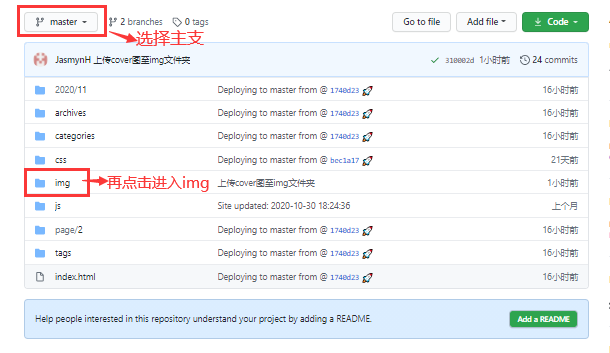 master 2 branches 0 tags Go to file Add file Code
选择主支
JasmynH 上传cover图至img文件夹 310002d 1小时前 24 commits
2020/11 Deploying to master from @ 1740d23 🚀 16小时前
archives Deploying to master from @ 1740d23 🚀 16小时前
categories Deploying to master from @ 1740d23 🚀 16小时前
css Deploying to master from @ bec1a17 🚀 21天前
img 再点击进入img 上传cover图至img文件夹 1小时前
js Site updated: 2020-10-30 18:24:36 上个月
page/2 Deploying to master from @ 1740d23 🚀 16小时前
tags Deploying to master from @ 1740d23 🚀 16小时前
index.html Deploying to master from @ 1740d23 🚀 16小时前
Help people interested in this repository understand your project by adding a README. Add a README